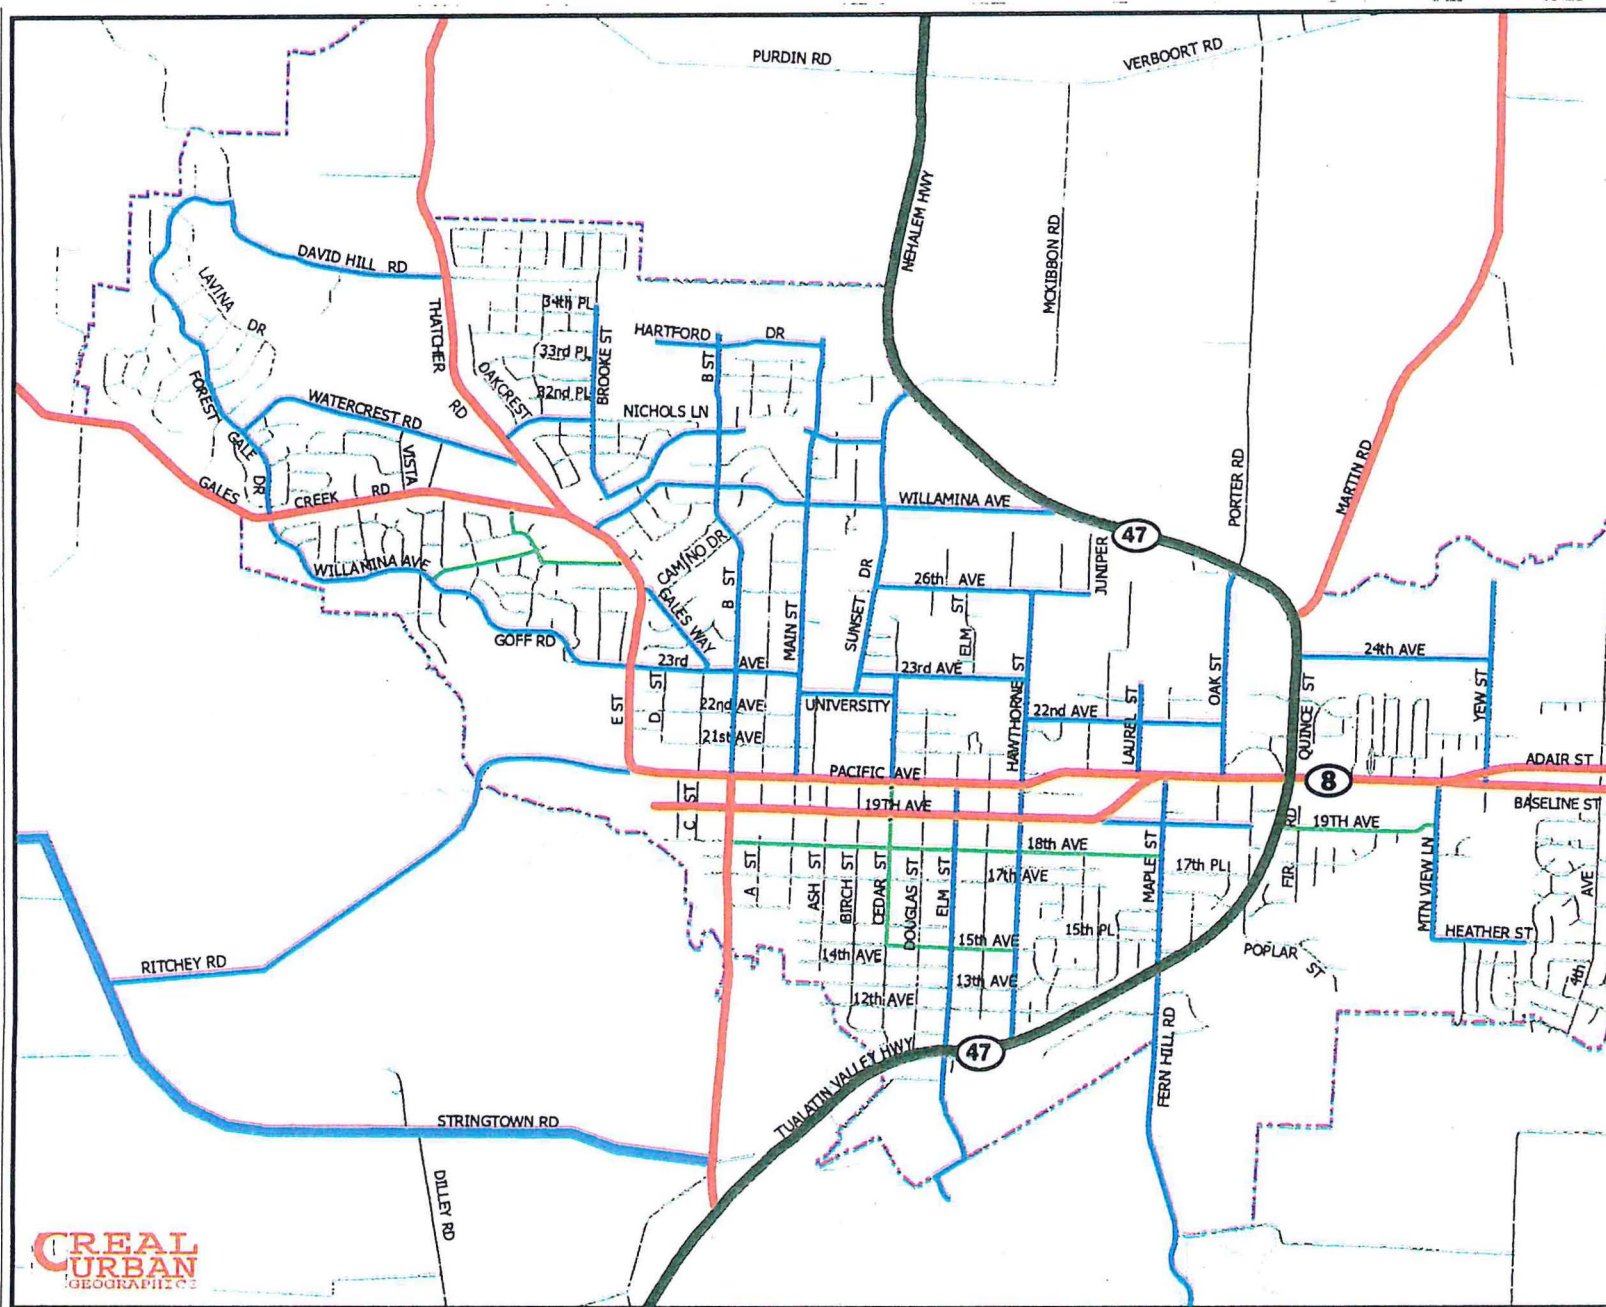 PURDIN RD
VERBOORT RD
NEHALEM HWY
MCKIBBON RD
DAVID HILL RD
LAVINA
DR
THATCHER
RD
34th PL
33rd PL
32nd PL
BROOKE ST
OAKCREST
HARTFORD DR
B ST
NICHOLS LN
FOREST
GALE
DR
WATERCREST RD
VISTA
GALES
CREEK RD
WILLAMINA AVE
PORTER RD
MARTIN RD
47
WILLANINA AVE
CAMINO DR
GALES WAY
B ST
MAIN ST
SUNSET DR
26th AVE
JUNIPER
ELM ST
GOFF RD
23rd AVE
23rd AVE
24th AVE
E ST
D ST
22nd AVE
21st AVE
UNIVERSITY
HAWTHORNE ST
22nd AVE
LAUREL ST
OAK ST
QUINCE ST
YEW ST
PACIFIC AVE
8
ADAIR ST
BASELINE ST
C ST
19TH AVE
19TH AVE
18th AVE
A ST
ASH ST
BIRCH ST
CEDAR ST
DOUGLAS ST
ELM ST
17th AVE
MAPLE ST
17th PL
FIR RD
MTN VIEW LN
HEATHER ST
4th AVE
15th AVE
15th PL
14th AVE
13th AVE
12th AVE
POPLAR ST
RITCHEY RD
47
TUALATIN VALLEY HWY
FERN HILL RD
STRINGTOWN RD
DILLEY RD
REAL
URBAN
GEOGRAPHICS